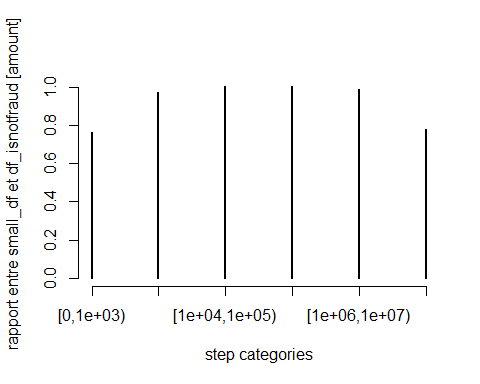 rapport entre small_df et df_isnotfraud [amount]
1.0
0.8
0.6
0.4
0.2
0.0
[0,1e+03) [1e+04,1e+05) [1e+06,1e+07)
step categories